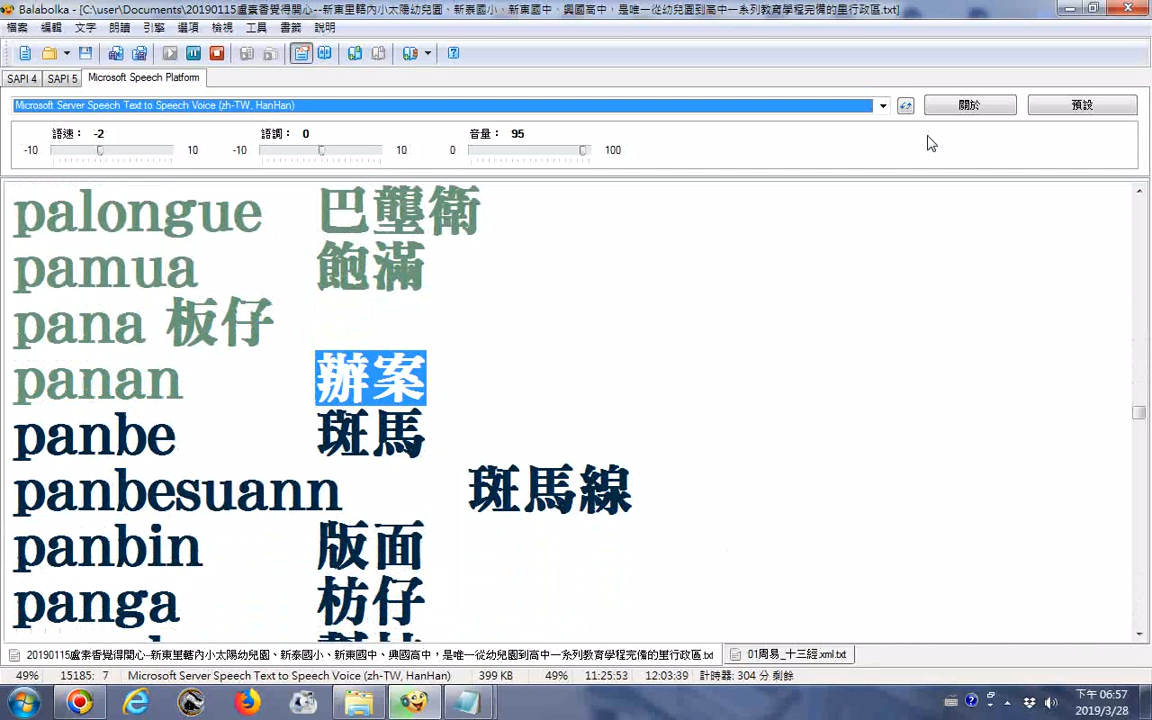 Balabolka - [C:\user\Documents\20190115盧素香覺得開心--新東里轄內小太陽幼兒園、新泰國小、新東國中、興國高中，是唯一從幼兒園到高中一系列教育學程完備的里行政區.txt]
檔案 編輯 文字 朗讀 引擎 選項 檢視 工具 書籤 說明
SAPI 4 SAPI 5 Microsoft Speech Platform
Microsoft Server Speech Text to Speech Voice (zh-TW, HanHan) 關於 預設
語速： -2 語調： 0 音量： 95
-10 10 -10 10 0 100
palongue 巴壟衛
pamua 飽滿
pana 板仔
panan 辦案
panbe 斑馬
panbesuann 斑馬線
panbin 版面
panga 枋仔
20190115盧素香覺得開心--新東里轄內小太陽幼兒園、新泰國小、新東國中、興國高中，是唯一從幼兒園到高中一系列教育學程完備的里行政區.txt 01周易_十三經.xml.txt
49% 15185: 7 Microsoft Server Speech Text to Speech Voice (zh-TW, HanHan) 399 KB 49% 11:25:53 12:03:39 計時器: 304 分 剩餘
下午 06:57
2019/3/28